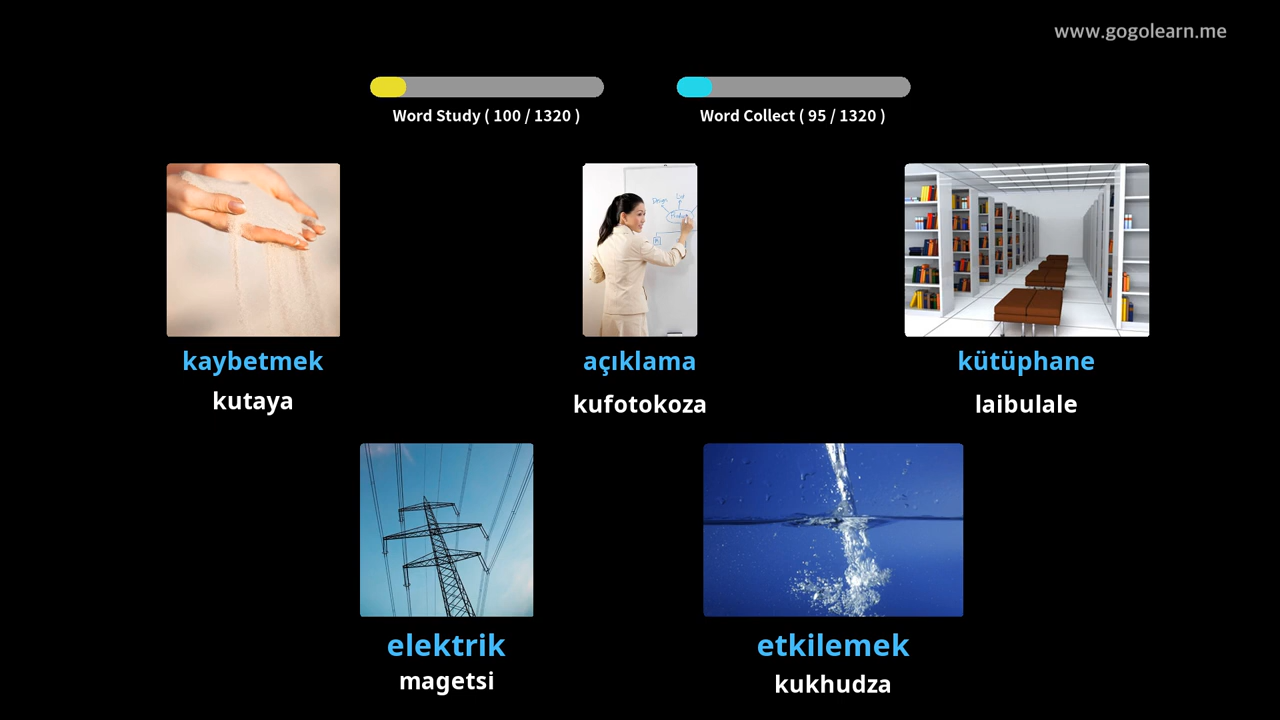 www.gogolearn.me
Word Study ( 100 / 1320 )
Word Collect ( 95 / 1320 )
kaybetmek
açıklama
kütüphane
kutaya
kufotokoza
laibulale
elektrik
etkilemek
magetsi
kukhudza